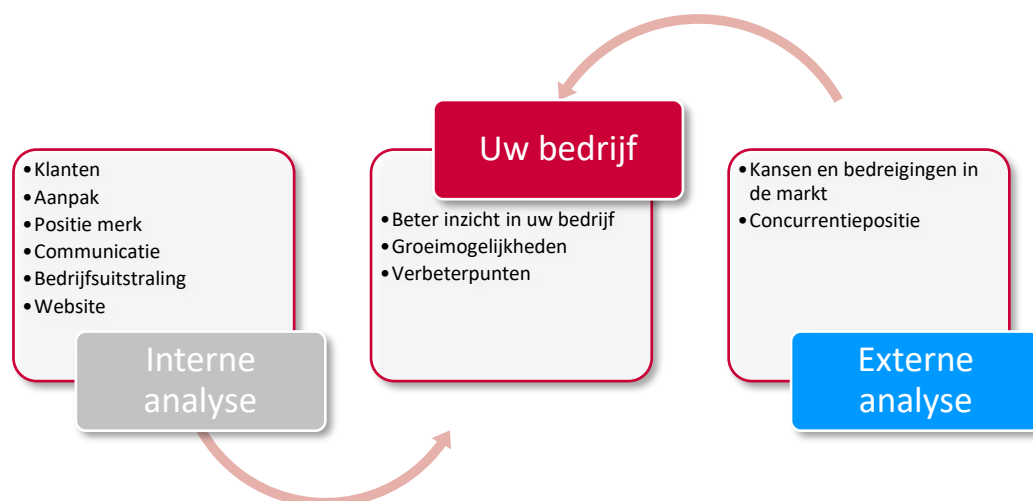 •Klanten
•Aanpak
•Positie merk
•Communicatie
•Bedrijfsuitstraling
•Website
Interne
analyse
Uw bedrijf
•Beter inzicht in uw bedrijf
•Groeimogelijkheden
•Verbeterpunten
•Kansen en bedreigingen in
de markt
•Concurrentiepositie
Externe
analyse